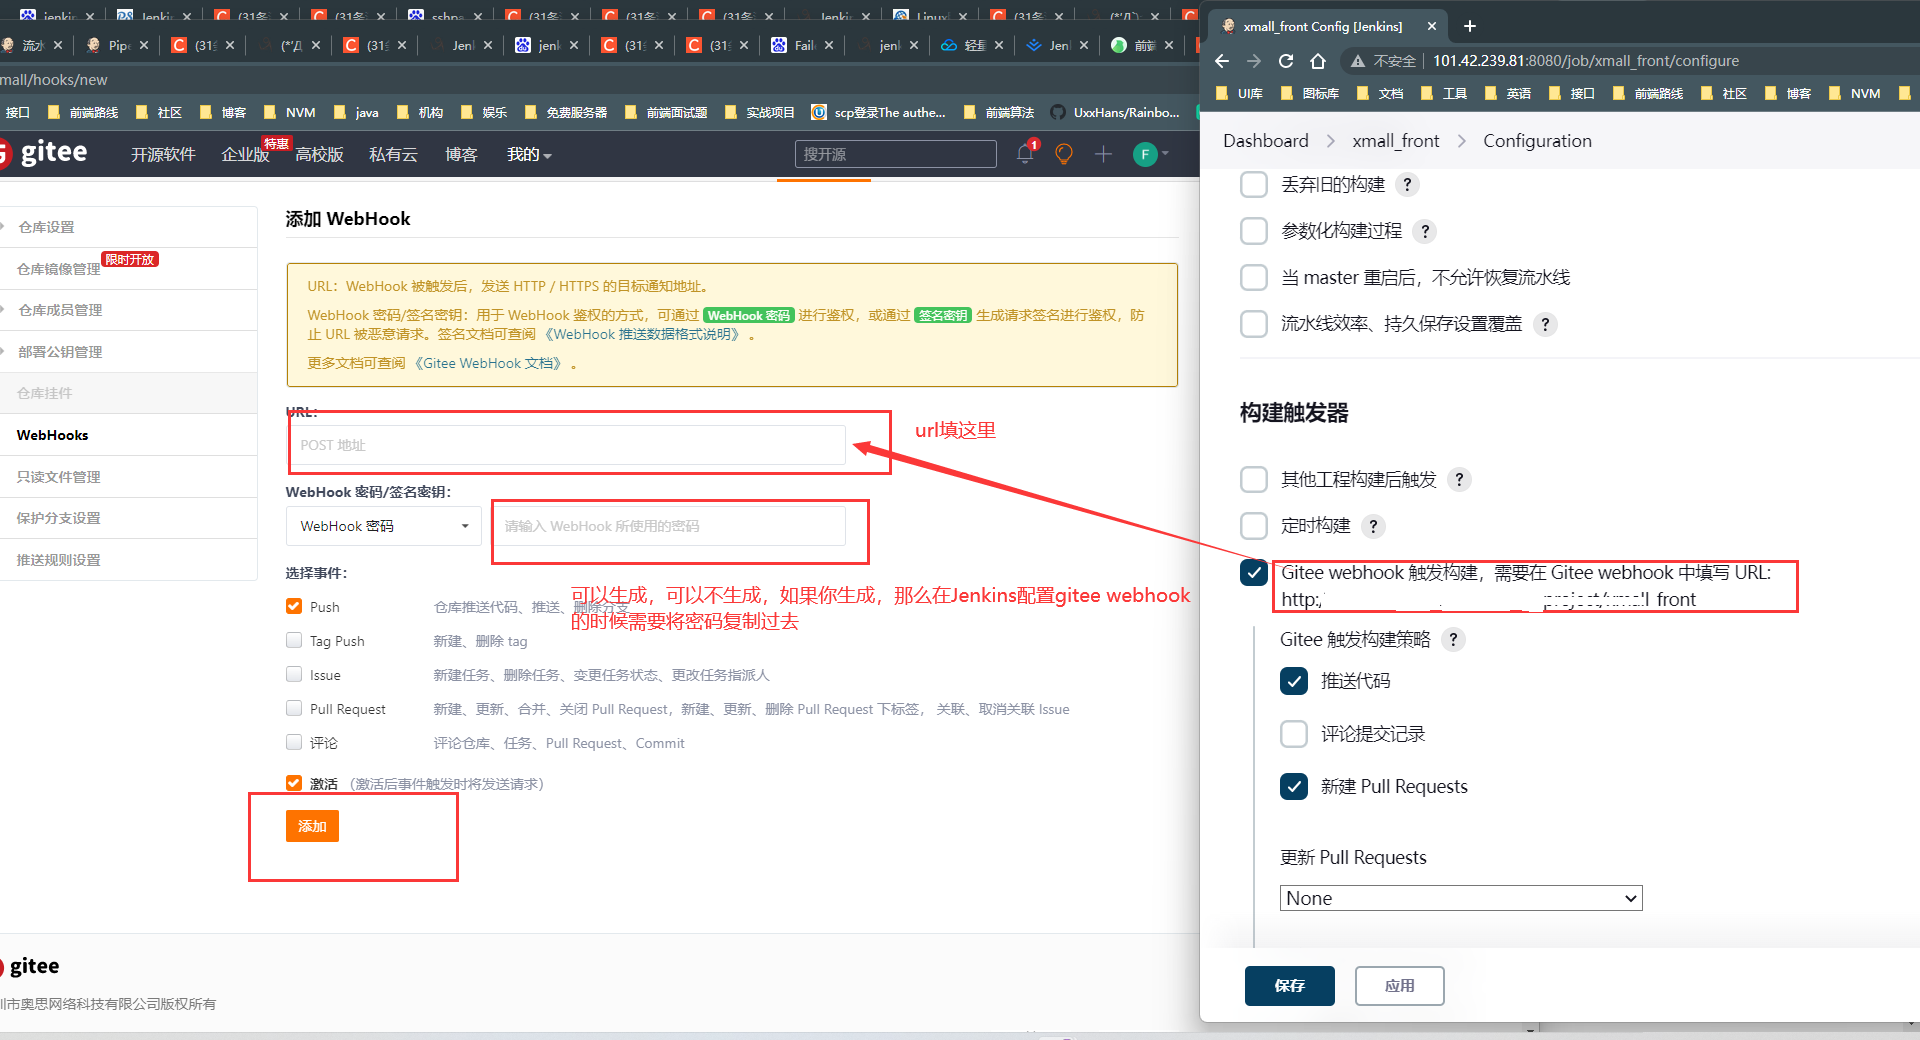 jenkin
Jenkin
(31条
(31条
sshpa
(31条
(31条
(31条
Jenkin
Linux
(31条
(*'Д`)
(31条
流水
Pipe
(31条
(*'Д
(31条
Jenl
jenk
(31条
(31条
Faile
jenk
轻量
Jenl
前端
mall/hooks/new
接口
前端路线
社区
博客
NVM
java
机构
娱乐
免费服务器
前端面试题
实战项目
scp登录The authe...
前端算法
UxxHans/Rainbo...
gitee
开源软件
企业版
特惠
高校版
私有云
博客
我的
搜开源
1
F
仓库设置
仓库镜像管理
限时开放
仓库成员管理
部署公钥管理
仓库挂件
WebHooks
只读文件管理
保护分支设置
推送规则设置
添加 WebHook
URL：WebHook 被触发后，发送 HTTP / HTTPS 的目标通知地址。
WebHook 密码/签名密钥：用于 WebHook 鉴权的方式，可通过 WebHook 密码 进行鉴权，或通过 签名密钥 生成请求签名进行鉴权，防
止 URL 被恶意请求。签名文档可查阅 《WebHook 推送数据格式说明》 。
更多文档可查阅 《Gitee WebHook 文档》 。
URL：
POST 地址
url填这里
WebHook 密码/签名密钥：
WebHook 密码
请输入 WebHook 所使用的密码
选择事件：
可以生成，可以不生成，如果你生成，那么在Jenkins配置gitee webhook
的时候需要将密码复制过去
Push
仓库推送代码、推送、删除分支
Tag Push
新建、删除 tag
Issue
新建任务、删除任务、变更任务状态、更改任务指派人
Pull Request
新建、更新、合并、关闭 Pull Request，新建、更新、删除 Pull Request 下标签， 关联、取消关联 Issue
评论
评论仓库、任务、Pull Request、Commit
激活 （激活后事件触发时将发送请求）
添加
gitee
圳市奥思网络科技有限公司版权所有
xmall_front Config [Jenkins]
不安全
101.42.239.81:8080/job/xmall_front/configure
UI库
图标库
文档
工具
英语
接口
前端路线
社区
博客
NVM
Dashboard
xmall_front
Configuration
丢弃旧的构建 ?
参数化构建过程 ?
当 master 重启后，不允许恢复流水线
流水线效率、持久保存设置覆盖 ?
构建触发器
其他工程构建后触发 ?
定时构建 ?
Gitee webhook 触发构建，需要在 Gitee webhook 中填写 URL:
http:/ project/xmall_front
Gitee 触发构建策略 ?
推送代码
评论提交记录
新建 Pull Requests
更新 Pull Requests
None
保存
应用